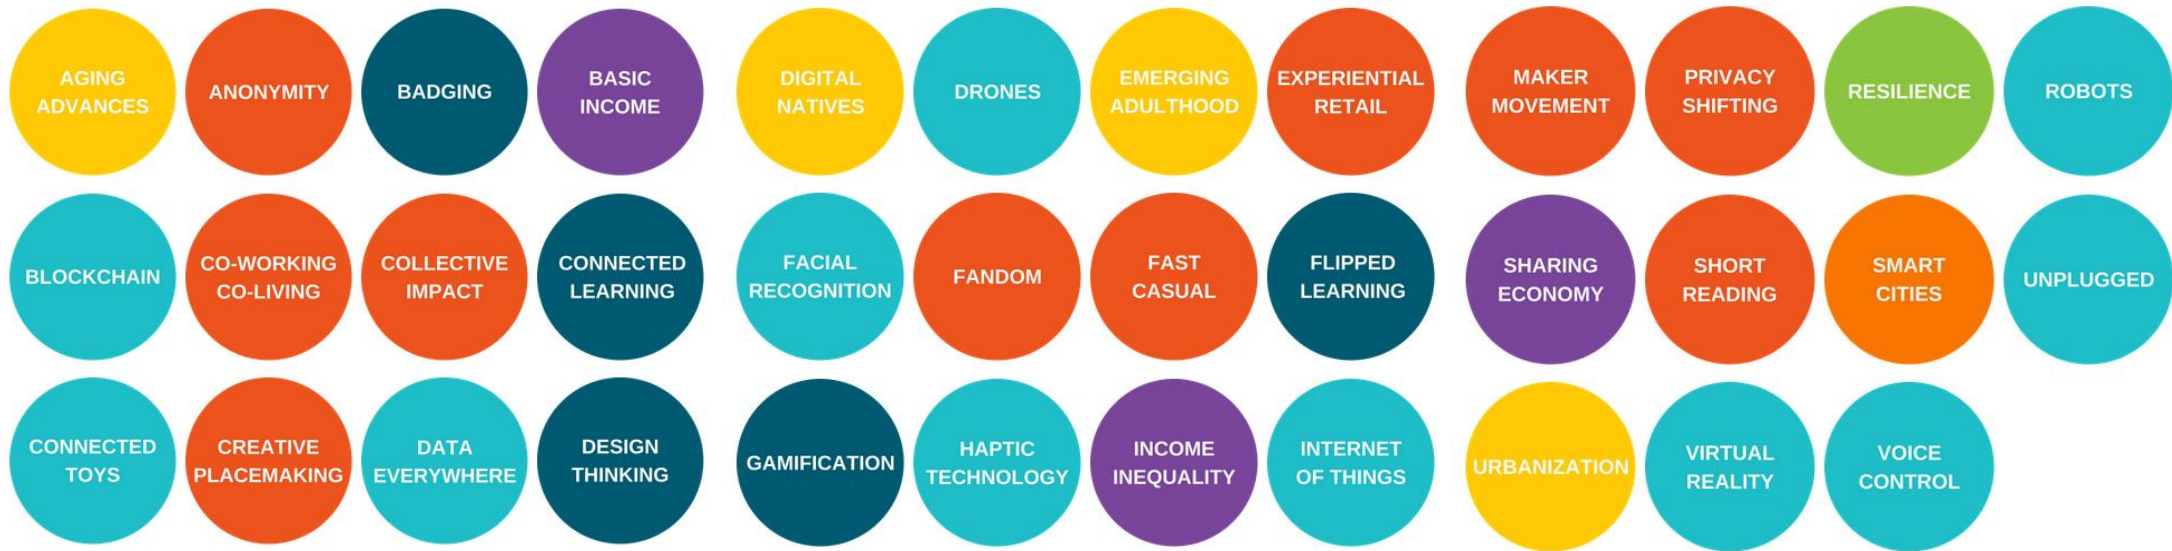 AGING
ADVANCES
ANONYMITY
BADGING
BASIC
INCOME
DIGITAL
NATIVES
DRONES
EMERGING
ADULTHOOD
EXPERIENTIAL
RETAIL
MAKER
MOVEMENT
PRIVACY
SHIFTING
RESILIENCE
ROBOTS
BLOCKCHAIN
CO-WORKING
CO-LIVING
COLLECTIVE
IMPACT
CONNECTED
LEARNING
FACIAL
RECOGNITION
FANDOM
FAST
CASUAL
FLIPPED
LEARNING
SHARING
ECONOMY
SHORT
READING
SMART
CITIES
UNPLUGGED
CONNECTED
TOYS
CREATIVE
PLACEMAKING
DATA
EVERYWHERE
DESIGN
THINKING
GAMIFICATION
HAPTIC
TECHNOLOGY
INCOME
INEQUALITY
INTERNET
OF THINGS
URBANIZATION
VIRTUAL
REALITY
VOICE
CONTROL